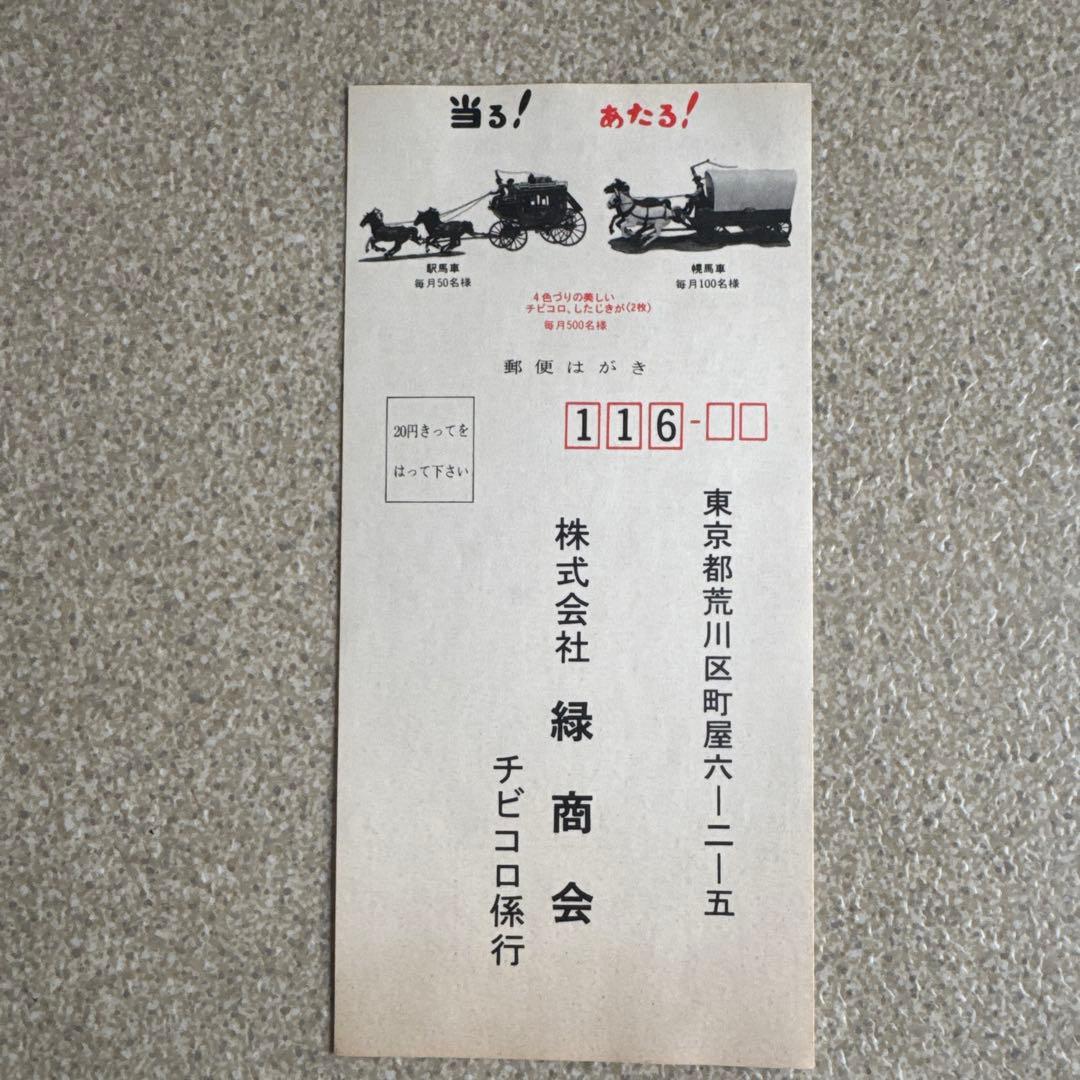 当る!
あたる!
駅馬車
毎月50名様
幌馬車
毎月100名様
4色づりの美しい
チビコロ、したじきが(2枚)
毎月500名様
郵便はがき
20円きってを
はって下さい
116-
東京都荒川区町屋六ー二ー五
株式会社 緑商会
チビコロ係行